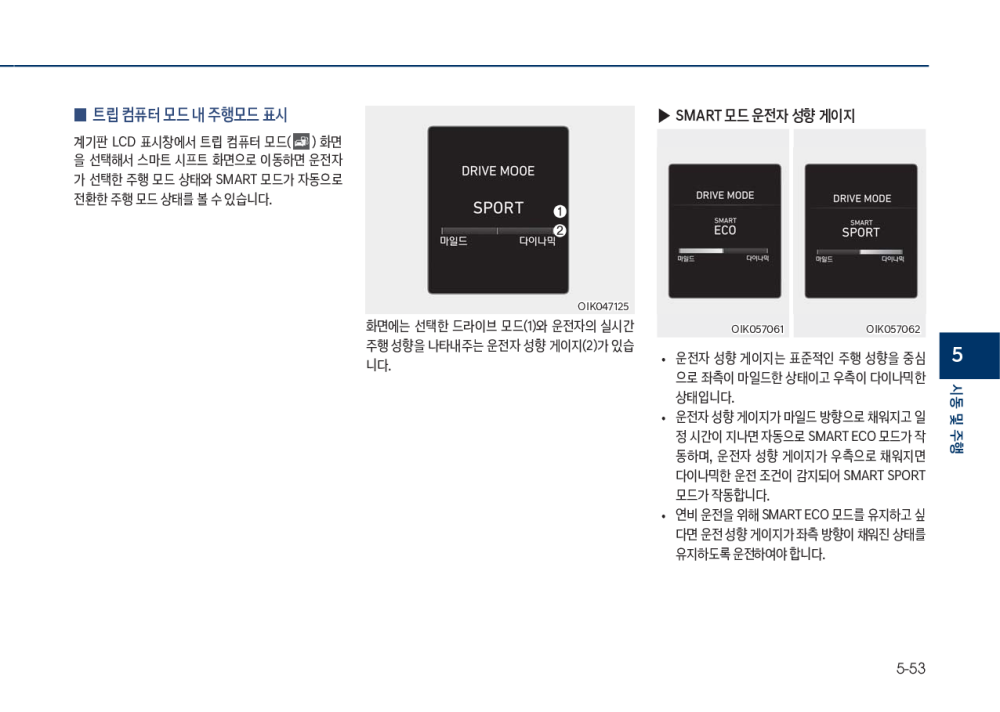 ■ 트립 컴퓨터 모드 내 주행모드 표시
계기판 LCD 표시창에서 트립 컴퓨터 모드( ) 화면
을 선택해서 스마트 시프트 화면으로 이동하면 운전자
가 선택한 주행 모드 상태와 SMART 모드가 자동으로
전환한 주행 모드 상태를 볼 수 있습니다.
DRIVE MOOE
SPORT ❶
❷
마일드 다이나믹
OIK047125
화면에는 선택한 드라이브 모드(1)와 운전자의 실시간
주행 성향을 나타내주는 운전자 성향 게이지(2)가 있습
니다.
▶ SMART 모드 운전자 성향 게이지
DRIVE MODE
SMART
ECO
마일드 다이나믹
OIK057061
DRIVE MODE
SMART
SPORT
마일드 다이나믹
OIK057062
• 운전자 성향 게이지는 표준적인 주행 성향을 중심
으로 좌측이 마일드한 상태이고 우측이 다이나믹한
상태입니다.
• 운전자 성향 게이지가 마일드 방향으로 채워지고 일
정 시간이 지나면 자동으로 SMART ECO 모드가 작
동하며, 운전자 성향 게이지가 우측으로 채워지면
다이나믹한 운전 조건이 감지되어 SMART SPORT
모드가 작동합니다.
• 연비 운전을 위해 SMART ECO 모드를 유지하고 싶
다면 운전 성향 게이지가 좌측 방향이 채워진 상태를
유지하도록 운전하여야 합니다.
5
시동 및 주행
5-53